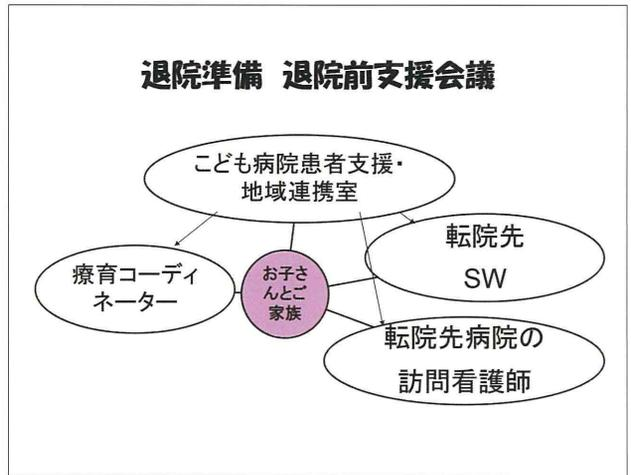 退院準備 退院前支援会議
こども病院患者支援・
地域連携室
転院先
SW
療育コーディ
ネーター
お子さ
んとご
家族
転院先病院の
訪問看護師